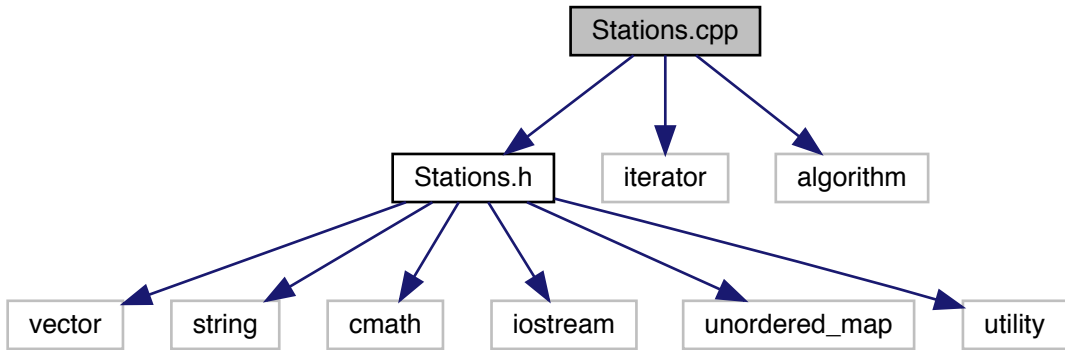 Stations.cpp
Stations.h
iterator
algorithm
vector
string
cmath
iostream
unordered_map
utility